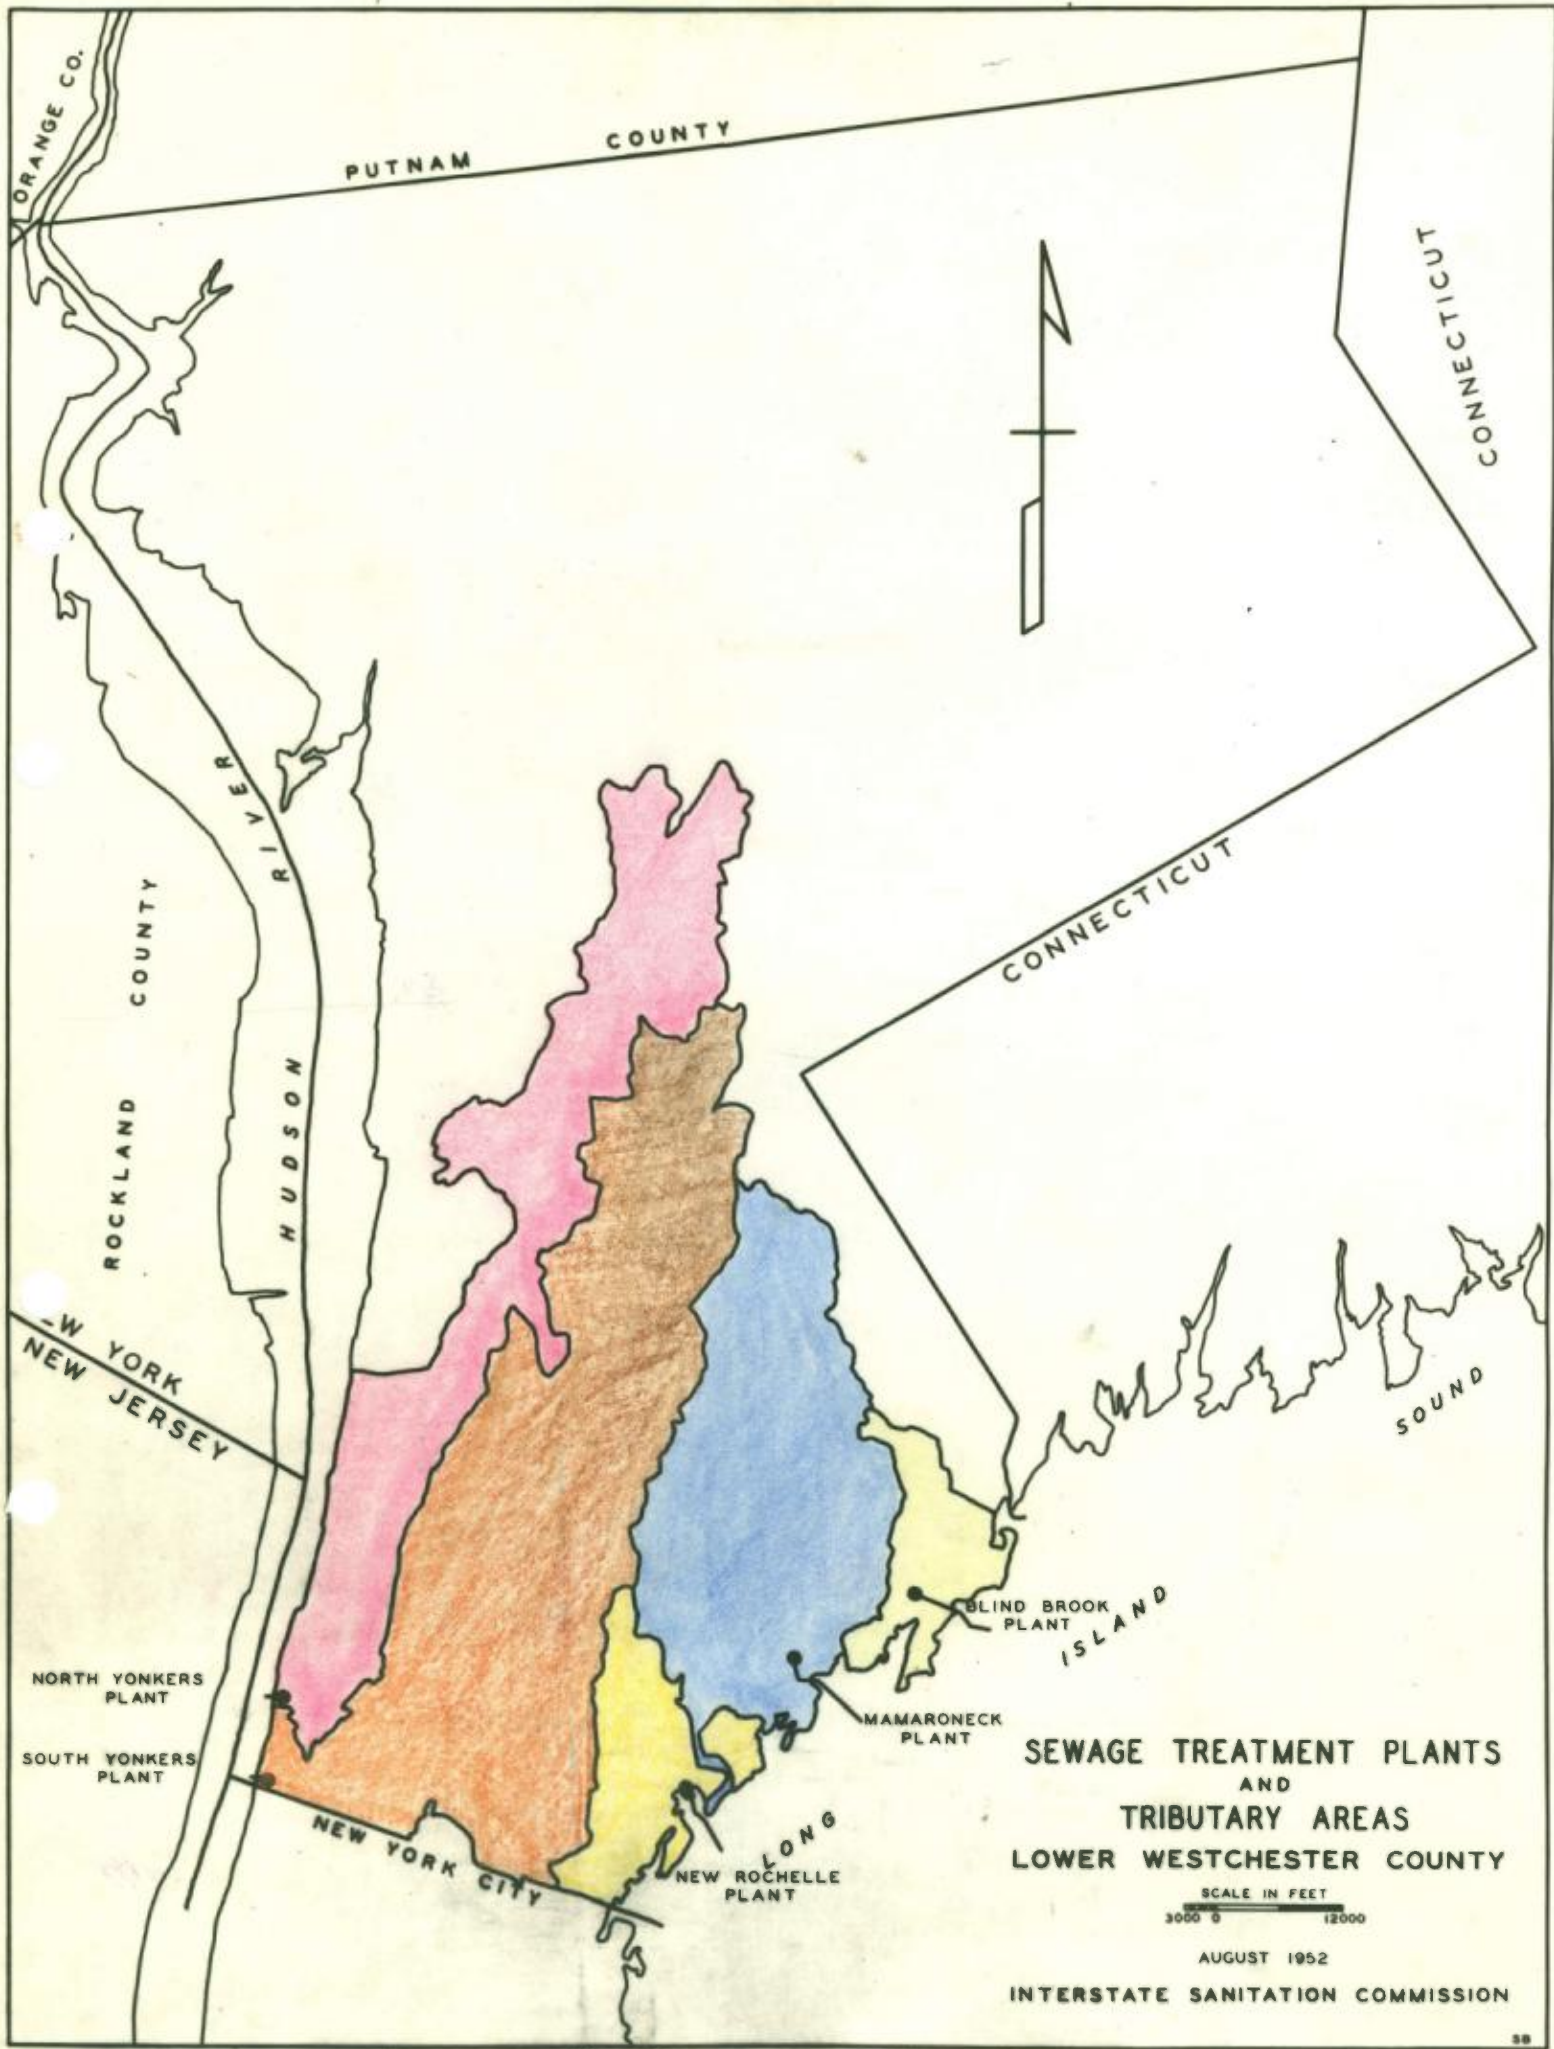 ORANGE CO.
PUTNAM COUNTY
CONNECTICUT
RIVER
HUDSON
ROCKLAND COUNTY
CONNECTICUT
W YORK
NEW JERSEY
SOUND
ISLAND
LONG
BLIND BROOK
PLANT
NORTH YONKERS
PLANT
MAMARONECK
PLANT
SOUTH YONKERS
PLANT
NEW YORK CITY
NEW ROCHELLE
PLANT
SEWAGE TREATMENT PLANTS
AND
TRIBUTARY AREAS
LOWER WESTCHESTER COUNTY
SCALE IN FEET
3000 0 12000
AUGUST 1952
INTERSTATE SANITATION COMMISSION